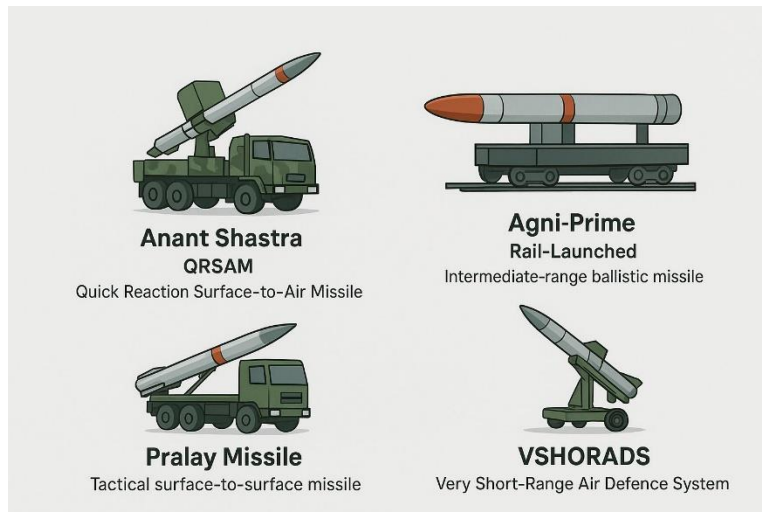 Anant Shastra
QRSAM
Quick Reaction Surface-to-Air Missile
Agni-Prime
Rail-Launched
Intermediate-range ballistic missile
Pralay Missile
Tactical surface-to-surface missile
VSHORADS
Very Short-Range Air Defence System